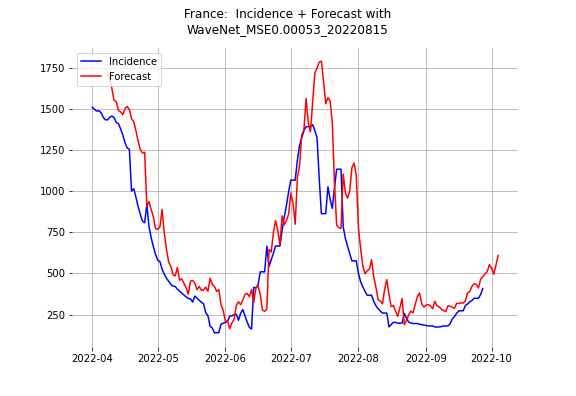 France:  Incidence + Forecast with
WaveNet_MSE0.00053_20220815
Incidence
Forecast
1750
1500
1250
1000
750
500
250
2022-04 2022-05 2022-06 2022-07 2022-08 2022-09 2022-10